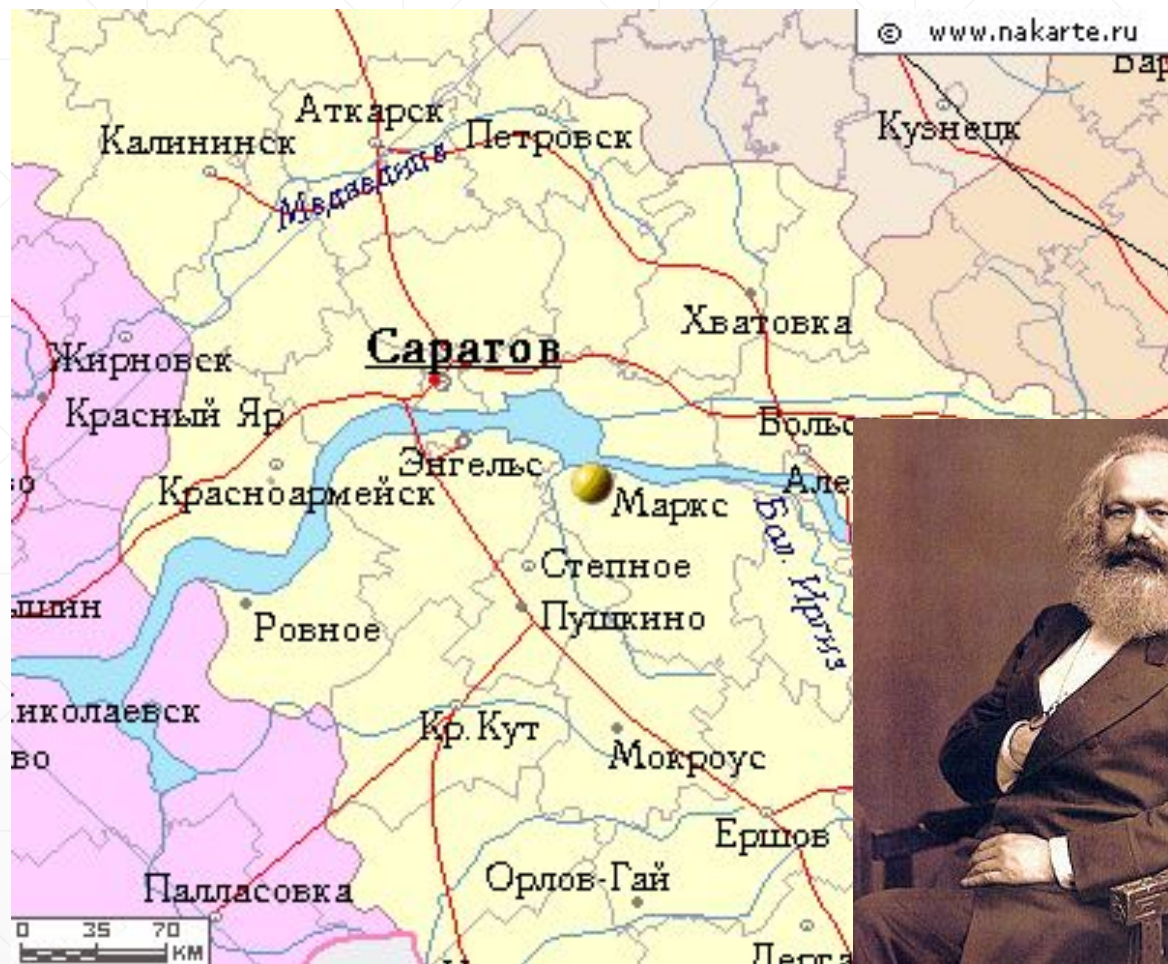 © www.nakarte.ru
Аткарск
Петровск
Кузнецк
Калининск
Медведица
Хватовка
Саратов
Жирновск
Красный Яр
Энгельс
Красноармейск
Маркс
Бол. Иргиз
Степное
Пушкино
Ровное
Кр. Кут
Мокроус
Ершов
Орлов-Гай
Палласовка
0 35 70
КМ